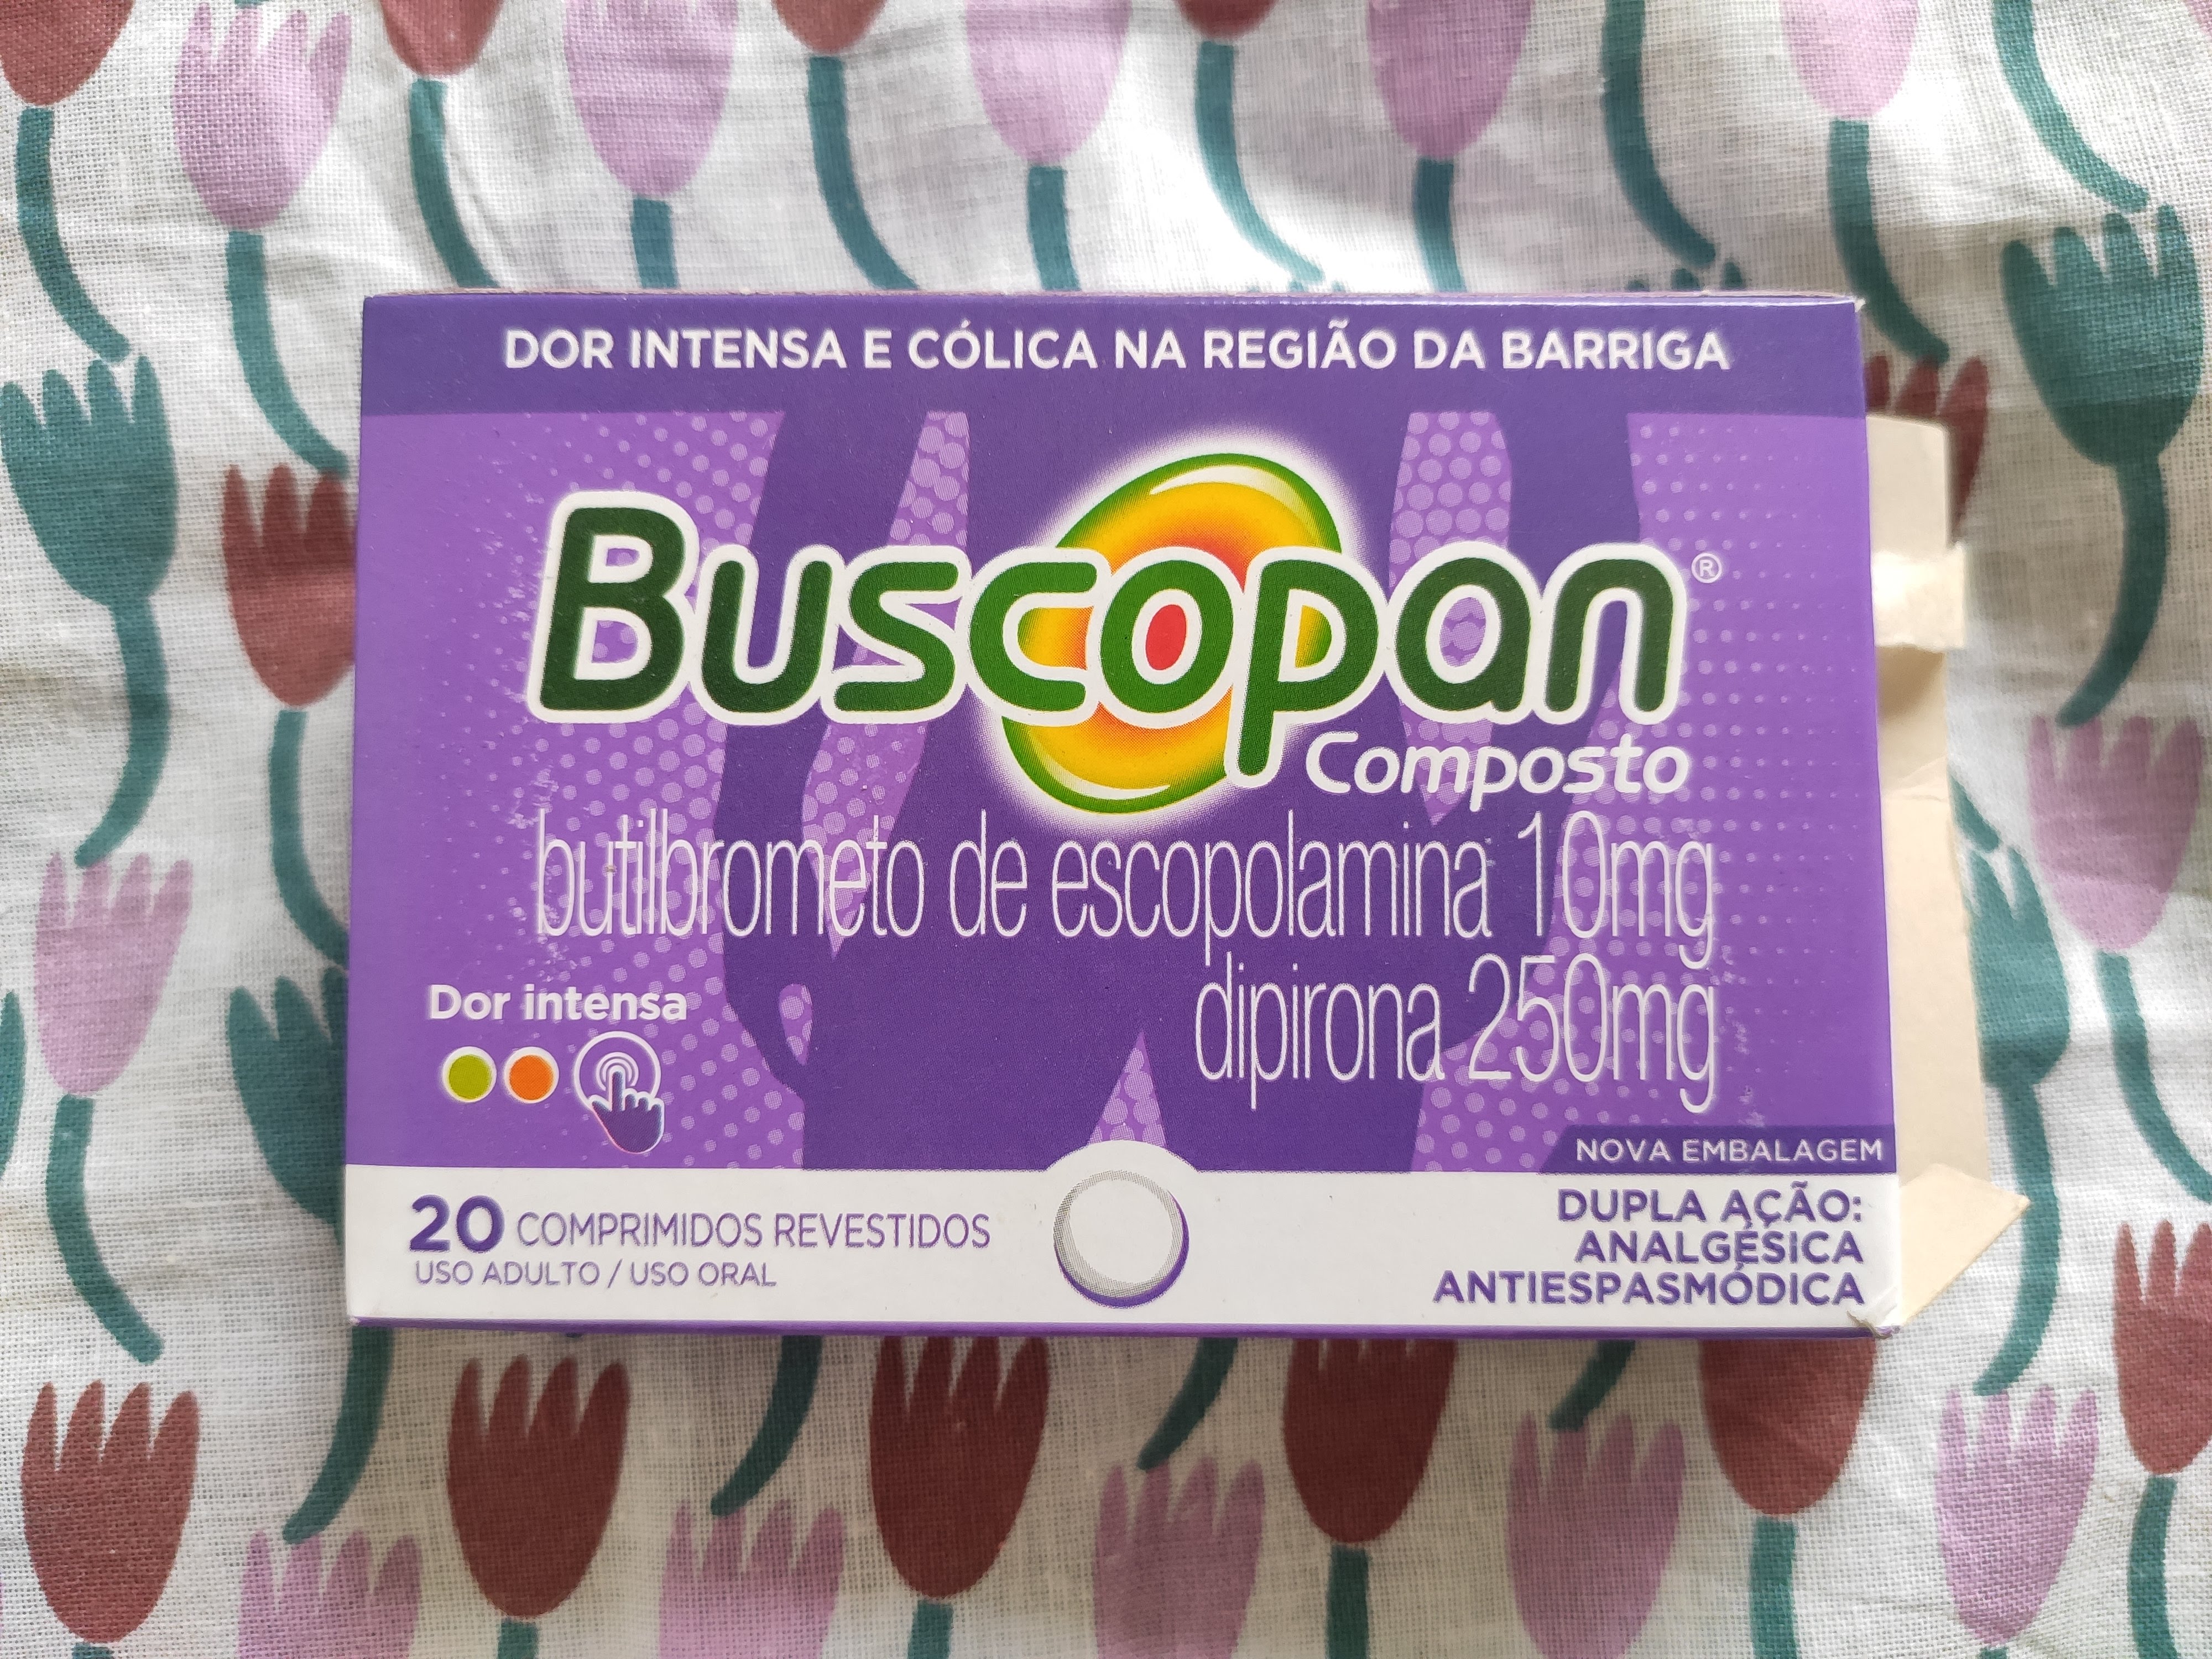 DOR INTENSA E CÓLICA NA REGIÃO DA BARRIGA
Buscopan®
Composto
butilbrometo de escopolamina 10mg
dipirona 250mg
Dor intensa
NOVA EMBALAGEM
20 COMPRIMIDOS REVESTIDOS
USO ADULTO / USO ORAL
DUPLA AÇÃO:
ANALGÉSICA
ANTIESPASMÓDICA